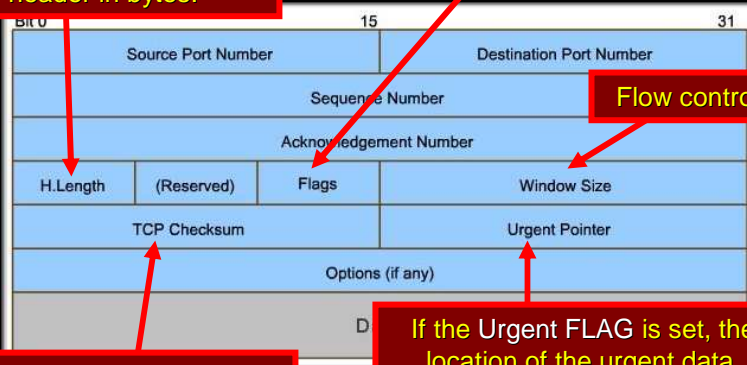 header in bytes.
Bit 0 15 31
Source Port Number Destination Port Number
Sequence Number
Flow contro
Acknowledgement Number
H.Length (Reserved) Flags Window Size
TCP Checksum Urgent Pointer
Options (if any)
D
If the Urgent FLAG is set, the
location of the urgent data.